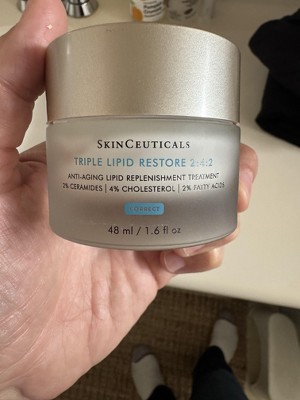 SKINCEUTICALS
TRIPLE LIPID RESTORE 2:4:2
ANTI-AGING LIPID REPLENISHMENT TREATMENT
2% CERAMIDES | 4% CHOLESTEROL | 2% FATTY ACIDS
CORRECT
48 ml / 1.6 fl oz